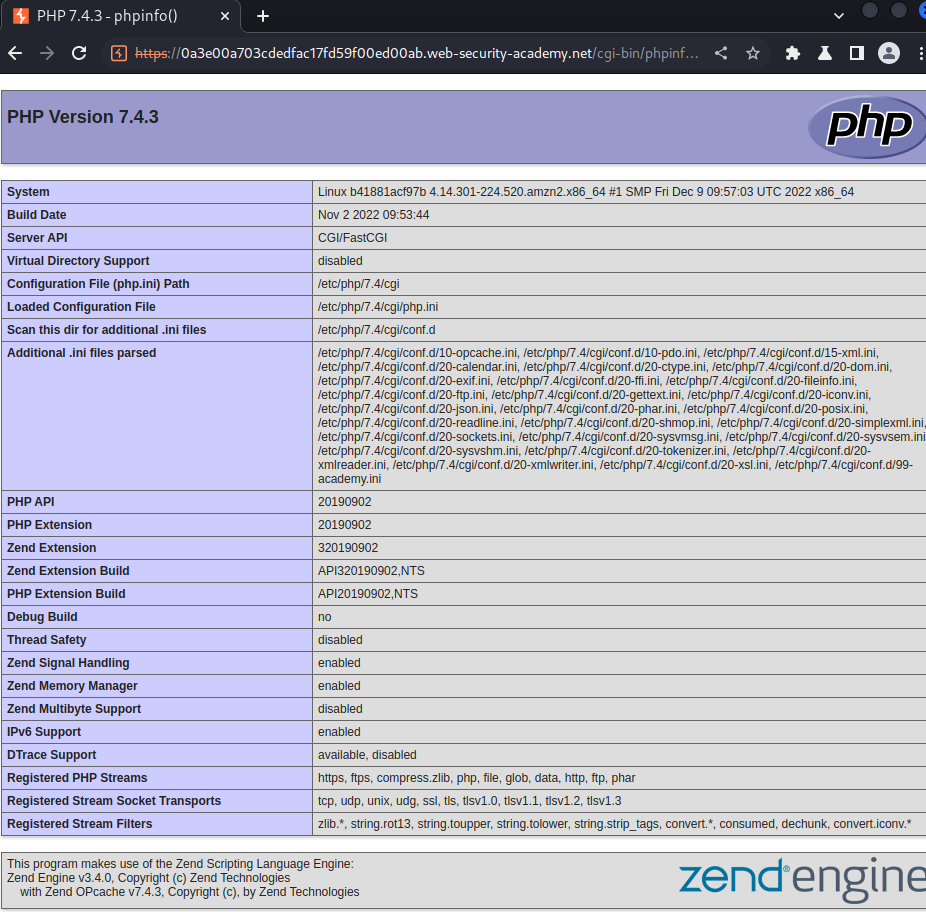 PHP 7.4.3 - phpinfo()
https://0a3e00a703cdedfac17fd59f00ed00ab.web-security-academy.net/cgi-bin/phpinf...
PHP Version 7.4.3
php
System Linux b41881acf97b 4.14.301-224.520.amzn2.x86_64 #1 SMP Fri Dec 9 09:57:03 UTC 2022 x86_64
Build Date Nov 2 2022 09:53:44
Server API CGI/FastCGI
Virtual Directory Support disabled
Configuration File (php.ini) Path /etc/php/7.4/cgi
Loaded Configuration File /etc/php/7.4/cgi/php.ini
Scan this dir for additional .ini files /etc/php/7.4/cgi/conf.d
Additional .ini files parsed /etc/php/7.4/cgi/conf.d/10-opcache.ini, /etc/php/7.4/cgi/conf.d/10-pdo.ini, /etc/php/7.4/cgi/conf.d/15-xml.ini,
/etc/php/7.4/cgi/conf.d/20-calendar.ini, /etc/php/7.4/cgi/conf.d/20-ctype.ini, /etc/php/7.4/cgi/conf.d/20-dom.ini,
/etc/php/7.4/cgi/conf.d/20-exif.ini, /etc/php/7.4/cgi/conf.d/20-ffi.ini, /etc/php/7.4/cgi/conf.d/20-fileinfo.ini,
/etc/php/7.4/cgi/conf.d/20-ftp.ini, /etc/php/7.4/cgi/conf.d/20-gettext.ini, /etc/php/7.4/cgi/conf.d/20-iconv.ini,
/etc/php/7.4/cgi/conf.d/20-json.ini, /etc/php/7.4/cgi/conf.d/20-phar.ini, /etc/php/7.4/cgi/conf.d/20-posix.ini,
/etc/php/7.4/cgi/conf.d/20-readline.ini, /etc/php/7.4/cgi/conf.d/20-shmop.ini, /etc/php/7.4/cgi/conf.d/20-simplexml.ini,
/etc/php/7.4/cgi/conf.d/20-sockets.ini, /etc/php/7.4/cgi/conf.d/20-sysvmsg.ini, /etc/php/7.4/cgi/conf.d/20-sysvsem.ini
/etc/php/7.4/cgi/conf.d/20-sysvshm.ini, /etc/php/7.4/cgi/conf.d/20-tokenizer.ini, /etc/php/7.4/cgi/conf.d/20-
xmlreader.ini, /etc/php/7.4/cgi/conf.d/20-xmlwriter.ini, /etc/php/7.4/cgi/conf.d/20-xsl.ini, /etc/php/7.4/cgi/conf.d/99-
academy.ini
PHP API 20190902
PHP Extension 20190902
Zend Extension 320190902
Zend Extension Build API320190902,NTS
PHP Extension Build API20190902,NTS
Debug Build no
Thread Safety disabled
Zend Signal Handling enabled
Zend Memory Manager enabled
Zend Multibyte Support disabled
IPv6 Support enabled
DTrace Support available, disabled
Registered PHP Streams https, ftps, compress.zlib, php, file, glob, data, http, ftp, phar
Registered Stream Socket Transports tcp, udp, unix, udg, ssl, tls, tlsv1.0, tlsv1.1, tlsv1.2, tlsv1.3
Registered Stream Filters zlib.*, string.rot13, string.toupper, string.tolower, string.strip_tags, convert.*, consumed, dechunk, convert.iconv.*
This program makes use of the Zend Scripting Language Engine:
Zend Engine v3.4.0, Copyright (c) Zend Technologies
with Zend OPcache v7.4.3, Copyright (c), by Zend Technologies
zend® engine